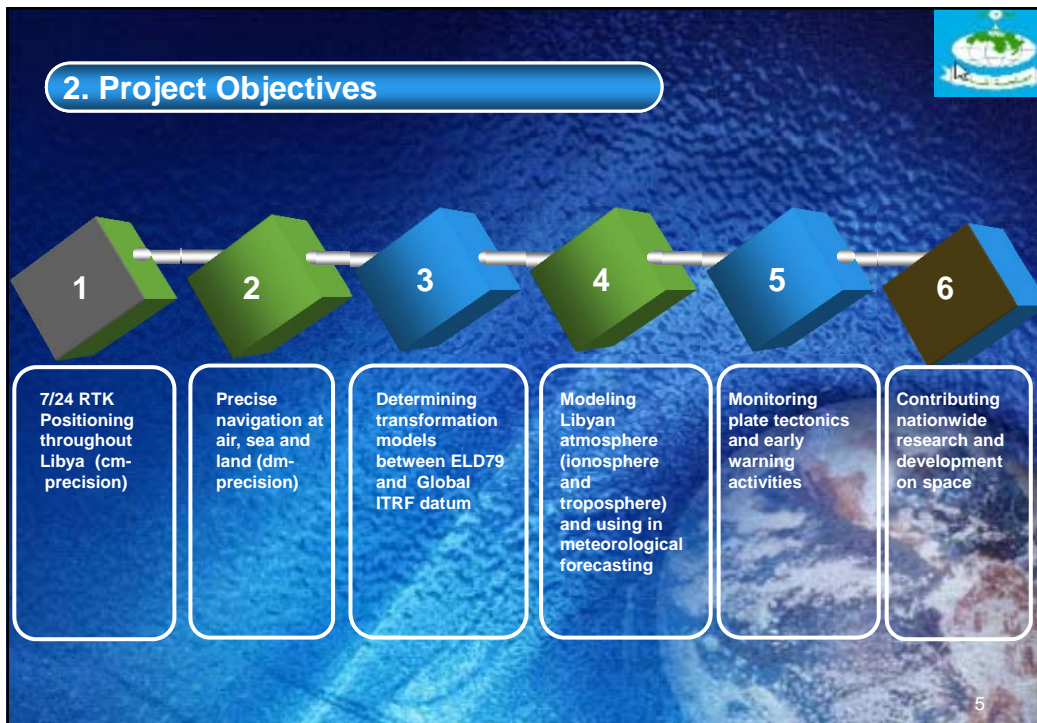 2. Project Objectives
1
2
3
4
5
6
7/24 RTK
Positioning
throughout
Libya (cm-
precision)
Precise
navigation at
air, sea and
land (dm-
precision)
Determining
transformation
models
between ELD79
and Global
ITRF datum
Modeling
Libyan
atmosphere
(ionosphere
and
troposphere)
and using in
meteorological
forecasting
Monitoring
plate tectonics
and early
warning
activities
Contributing
nationwide
research and
development
on space
5